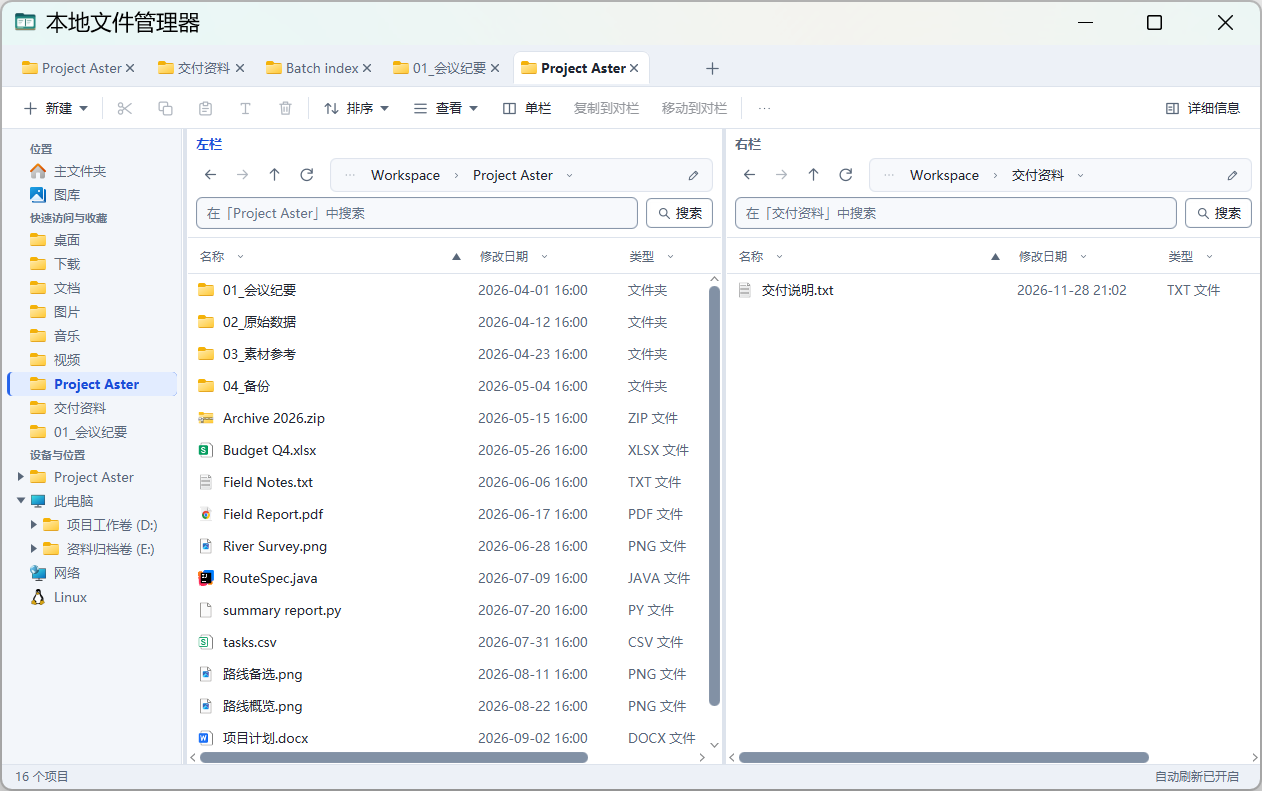 本地文件管理器
Project Aster 交付资料 Batch index 01_会议纪要 Project Aster
新建 排序 查看 单栏 复制到对栏 移动到对栏 ··· 详细信息
位置
主文件夹
图库
快速访问与收藏
桌面
下载
文档
图片
音乐
视频
Project Aster
交付资料
01_会议纪要
设备与位置
Project Aster
此电脑
项目工作卷 (D:)
资料归档卷 (E:)
网络
Linux
左栏
··· Workspace › Project Aster
在「Project Aster」中搜索 搜索
名称 修改日期 类型
01_会议纪要 2026-04-01 16:00 文件夹
02_原始数据 2026-04-12 16:00 文件夹
03_素材参考 2026-04-23 16:00 文件夹
04_备份 2026-05-04 16:00 文件夹
Archive 2026.zip 2026-05-15 16:00 ZIP 文件
Budget Q4.xlsx 2026-05-26 16:00 XLSX 文件
Field Notes.txt 2026-06-06 16:00 TXT 文件
Field Report.pdf 2026-06-17 16:00 PDF 文件
River Survey.png 2026-06-28 16:00 PNG 文件
RouteSpec.java 2026-07-09 16:00 JAVA 文件
summary report.py 2026-07-20 16:00 PY 文件
tasks.csv 2026-07-31 16:00 CSV 文件
路线备选.png 2026-08-11 16:00 PNG 文件
路线概览.png 2026-08-22 16:00 PNG 文件
项目计划.docx 2026-09-02 16:00 DOCX 文件
右栏
··· Workspace › 交付资料
在「交付资料」中搜索 搜索
名称 修改日期 类型
交付说明.txt 2026-11-28 21:02 TXT 文件
16 个项目 自动刷新已开启